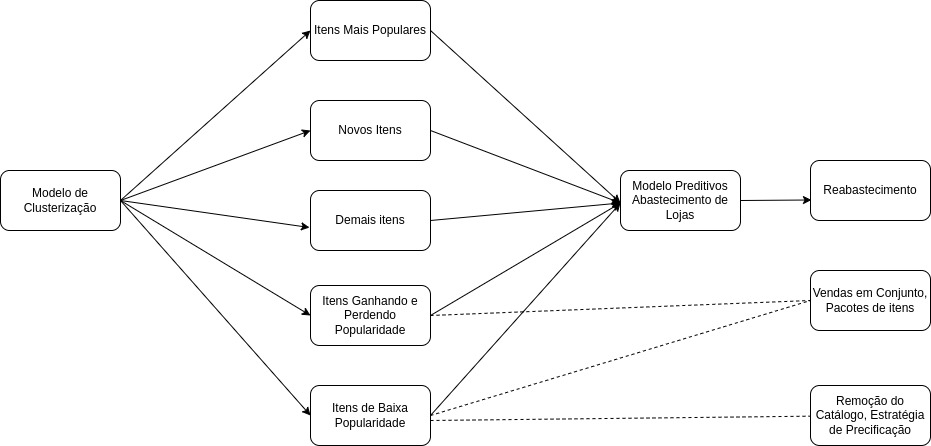 Itens Mais Populares
Novos Itens
Modelo de
Clusterização
Demais itens
Itens Ganhando e
Perdendo
Popularidade
Itens de Baixa
Popularidade
Modelo Preditivos
Abastecimento de
Lojas
Reabastecimento
Vendas em Conjunto,
Pacotes de itens
Remoção do
Catálogo, Estratégia
de Precificação